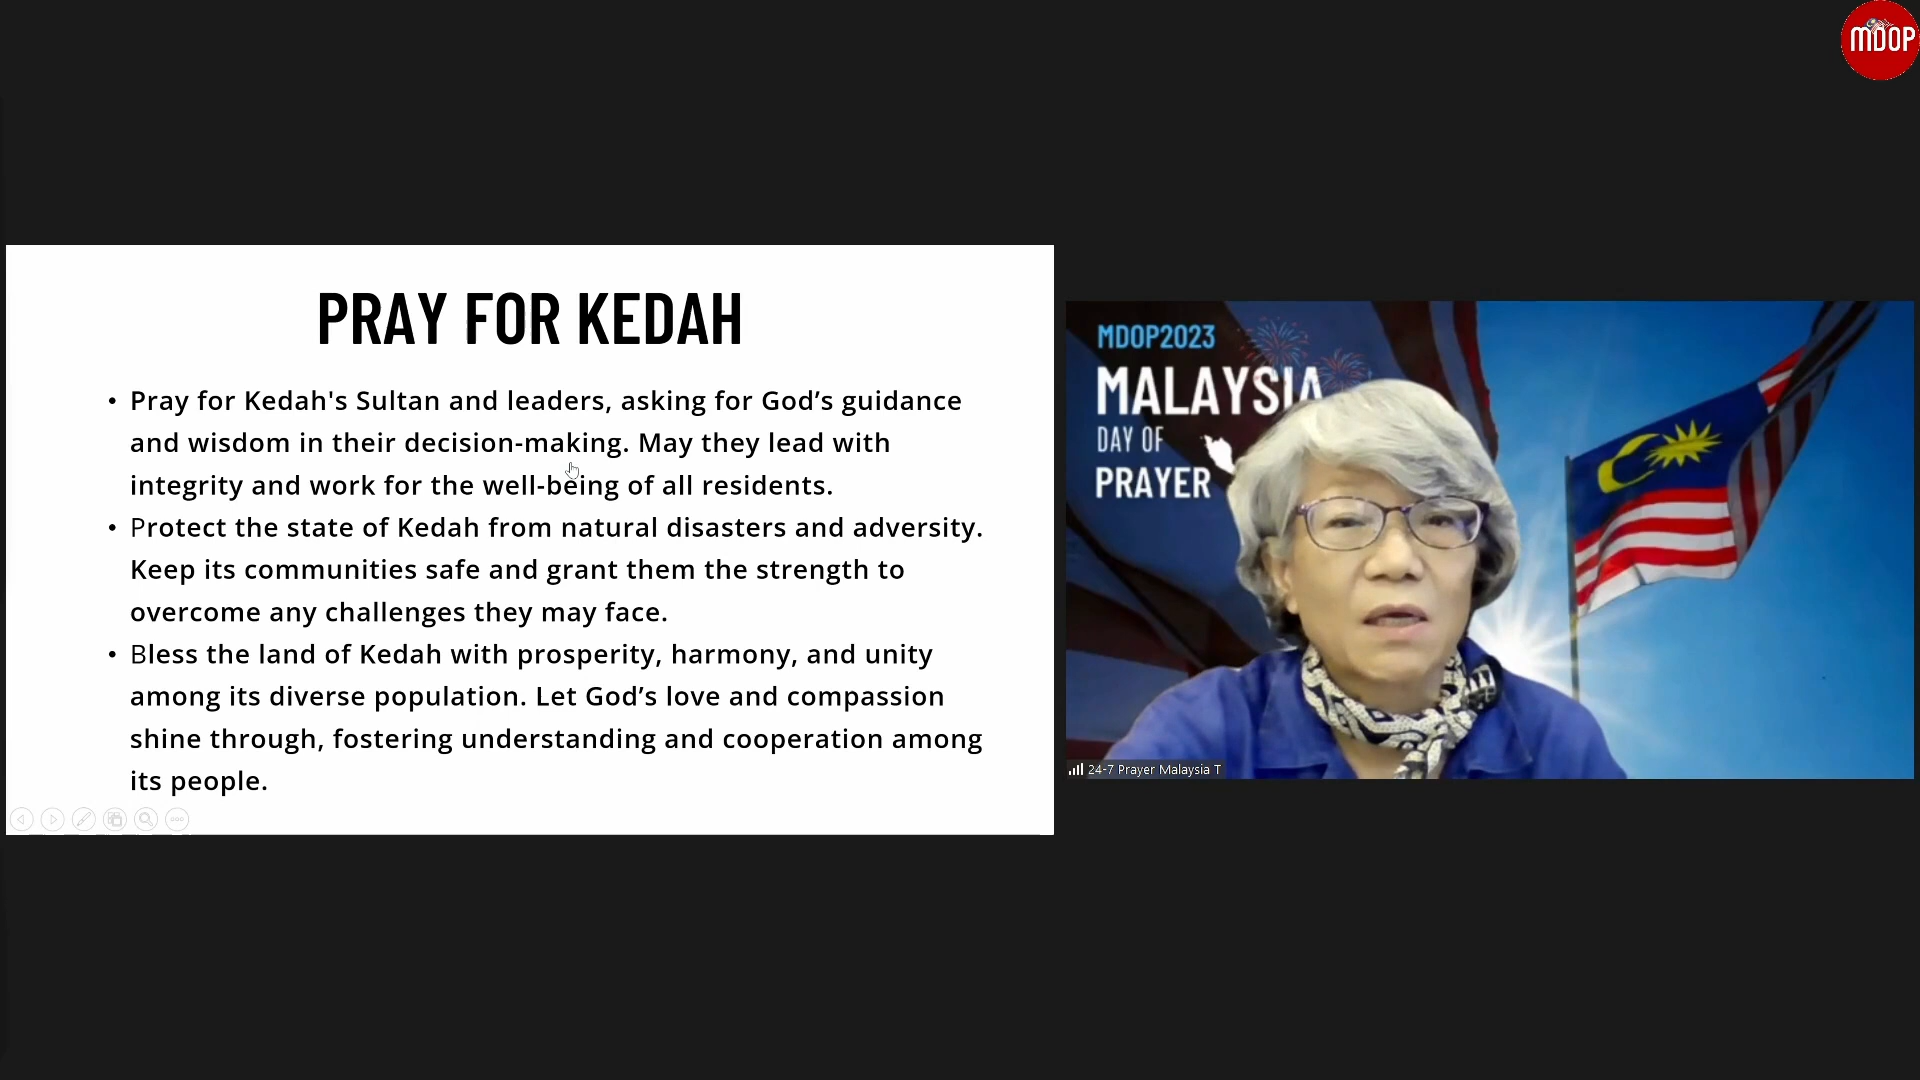 MDOP
PRAY FOR KEDAH
• Pray for Kedah's Sultan and leaders, asking for God’s guidance
and wisdom in their decision-making. May they lead with
integrity and work for the well-being of all residents.
• Protect the state of Kedah from natural disasters and adversity.
Keep its communities safe and grant them the strength to
overcome any challenges they may face.
• Bless the land of Kedah with prosperity, harmony, and unity
among its diverse population. Let God’s love and compassion
shine through, fostering understanding and cooperation among
its people.
MDOP2023
MALAYSIA
DAY OF
PRAYER
24-7 Prayer Malaysia T